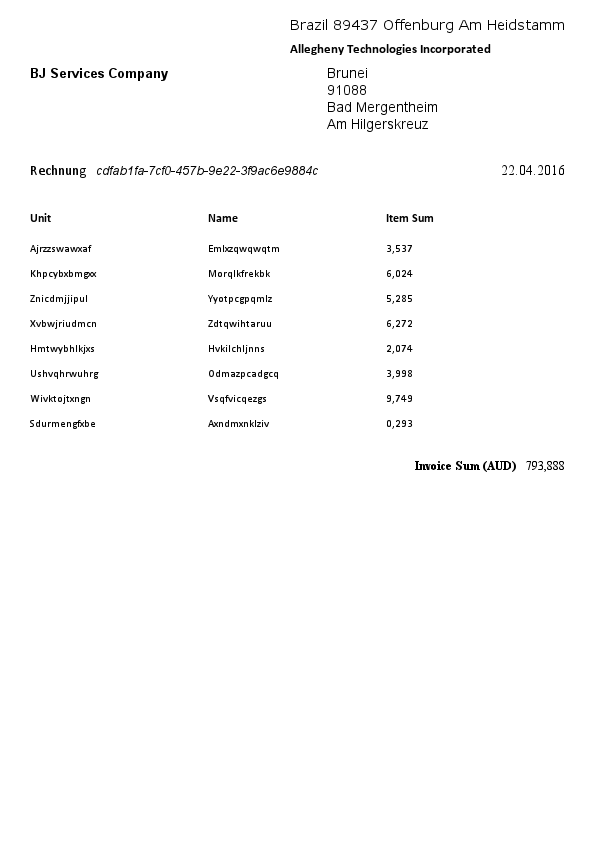 Brazil 89437 Offenburg Am Heidstamm
Allegheny Technologies Incorporated
BJ Services Company
Brunei
91088
Bad Mergentheim
Am Hilgerskreuz
Rechnung cdfab1fa-7cf0-457b-9e22-3f9ac6e9884c 22.04.2016
Unit Name Item Sum
Ajrzzswawxaf Emlxzqwqwqtm 3,537
Khpcybxbmgxx Morqlkfrekbk 6,024
Znicdmjjipul Yyotpcgpqmlz 5,285
Xvbwjriudmcn Zdtqwihtaruu 6,272
Hmtwybhlkjxs Hvkilchljnns 2,074
Ushvqhrwuhrg Odmazpcadgcq 3,998
Wivktojtxngn Vsqfvicqezgs 9,749
Sdurmengfxbe Axndmxnklziv 0,293
Invoice Sum (AUD) 793,888